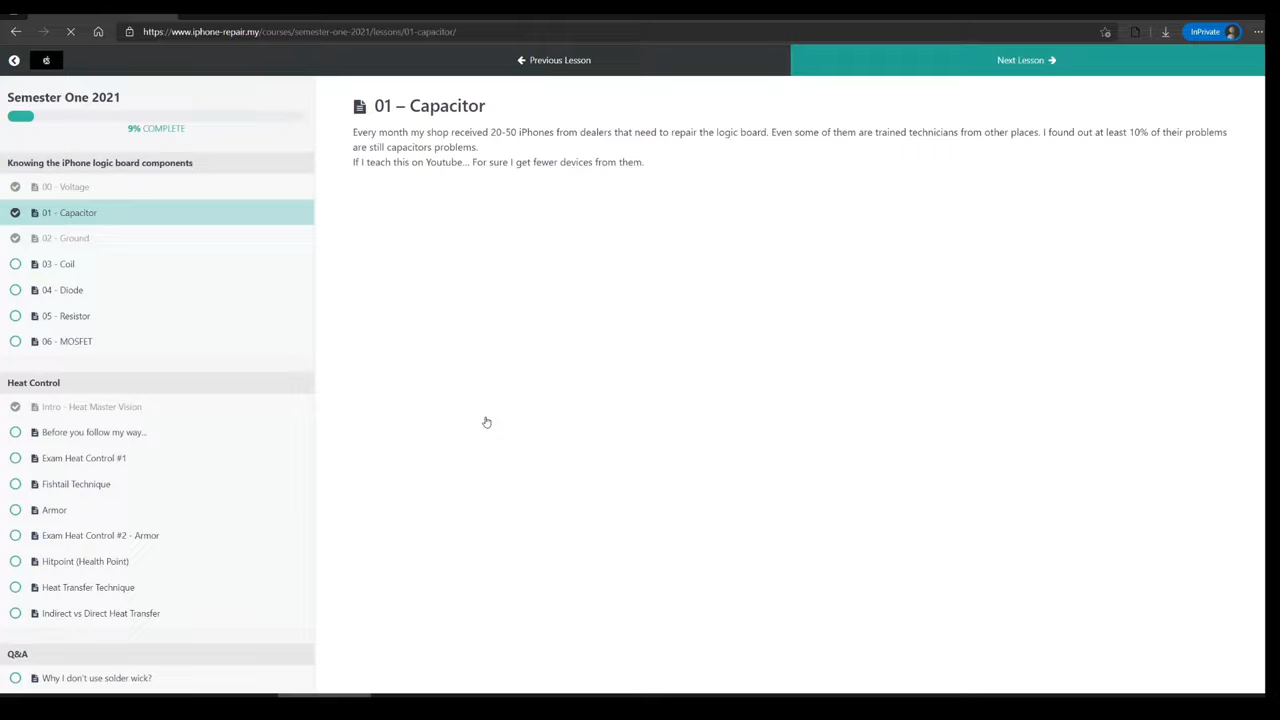 https://www.iphone-repair.my/courses/semester-one-2021/lessons/01-capacitor/
InPrivate
Previous Lesson
Next Lesson
Semester One 2021
9% COMPLETE
Knowing the iPhone logic board components
00 - Voltage
01 - Capacitor
02 - Ground
03 - Coil
04 - Diode
05 - Resistor
06 - MOSFET
Heat Control
Intro - Heat Master Vision
Before you follow my way...
Exam Heat Control #1
Fishtail Technique
Armor
Exam Heat Control #2 - Armor
Hitpoint (Health Point)
Heat Transfer Technique
Indirect vs Direct Heat Transfer
Q&A
Why I don't use solder wick?
01 – Capacitor
Every month my shop received 20-50 iPhones from dealers that need to repair the logic board. Even some of them are trained technicians from other places. I found out at least 10% of their problems
are still capacitors problems.
If I teach this on Youtube... For sure I get fewer devices from them.